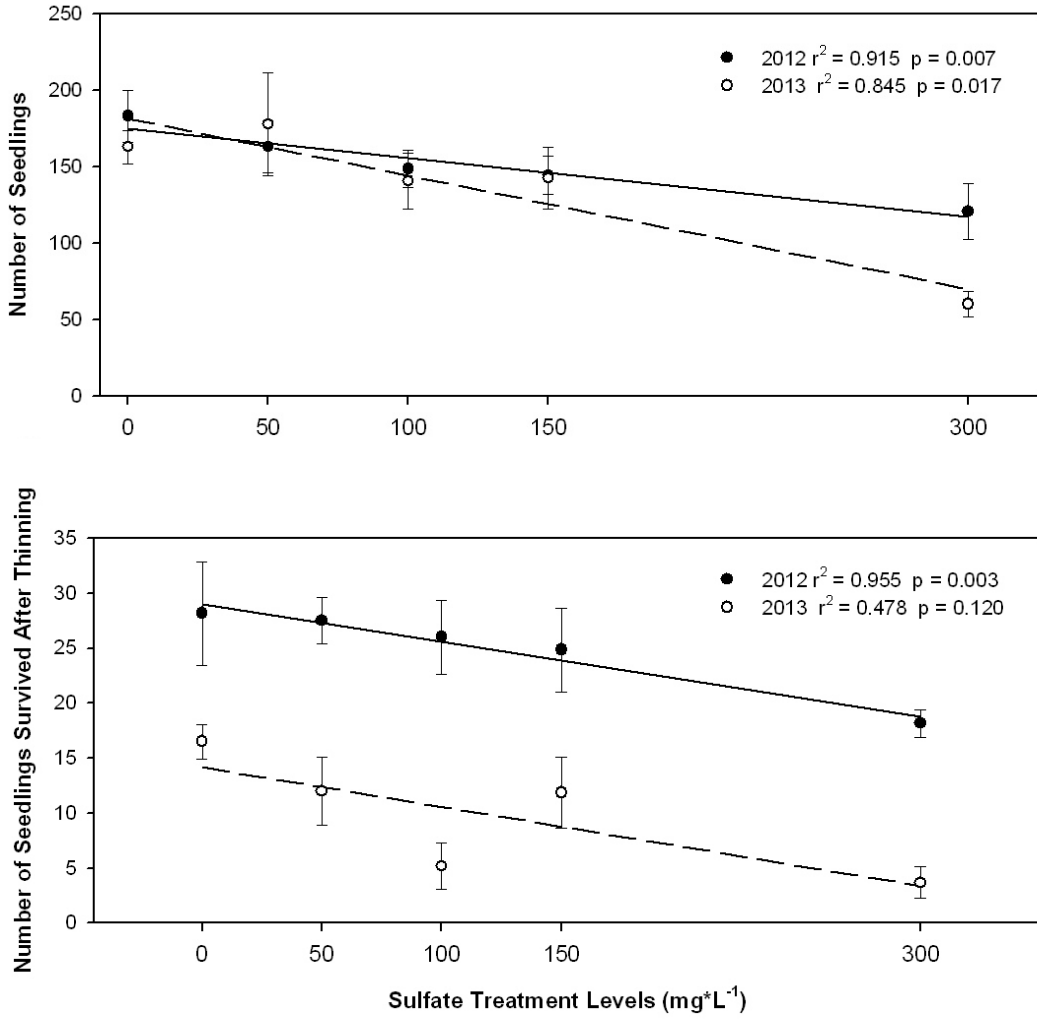 250
200
150
100
50
0
Number of Seedlings
2012 r² = 0.915 p = 0.007
2013 r² = 0.845 p = 0.017
0 50 100 150 300
35
30
25
20
15
10
5
0
Number of Seedlings Survived After Thinning
2012 r² = 0.955 p = 0.003
2013 r² = 0.478 p = 0.120
0 50 100 150 300
Sulfate Treatment Levels (mg*L⁻¹)